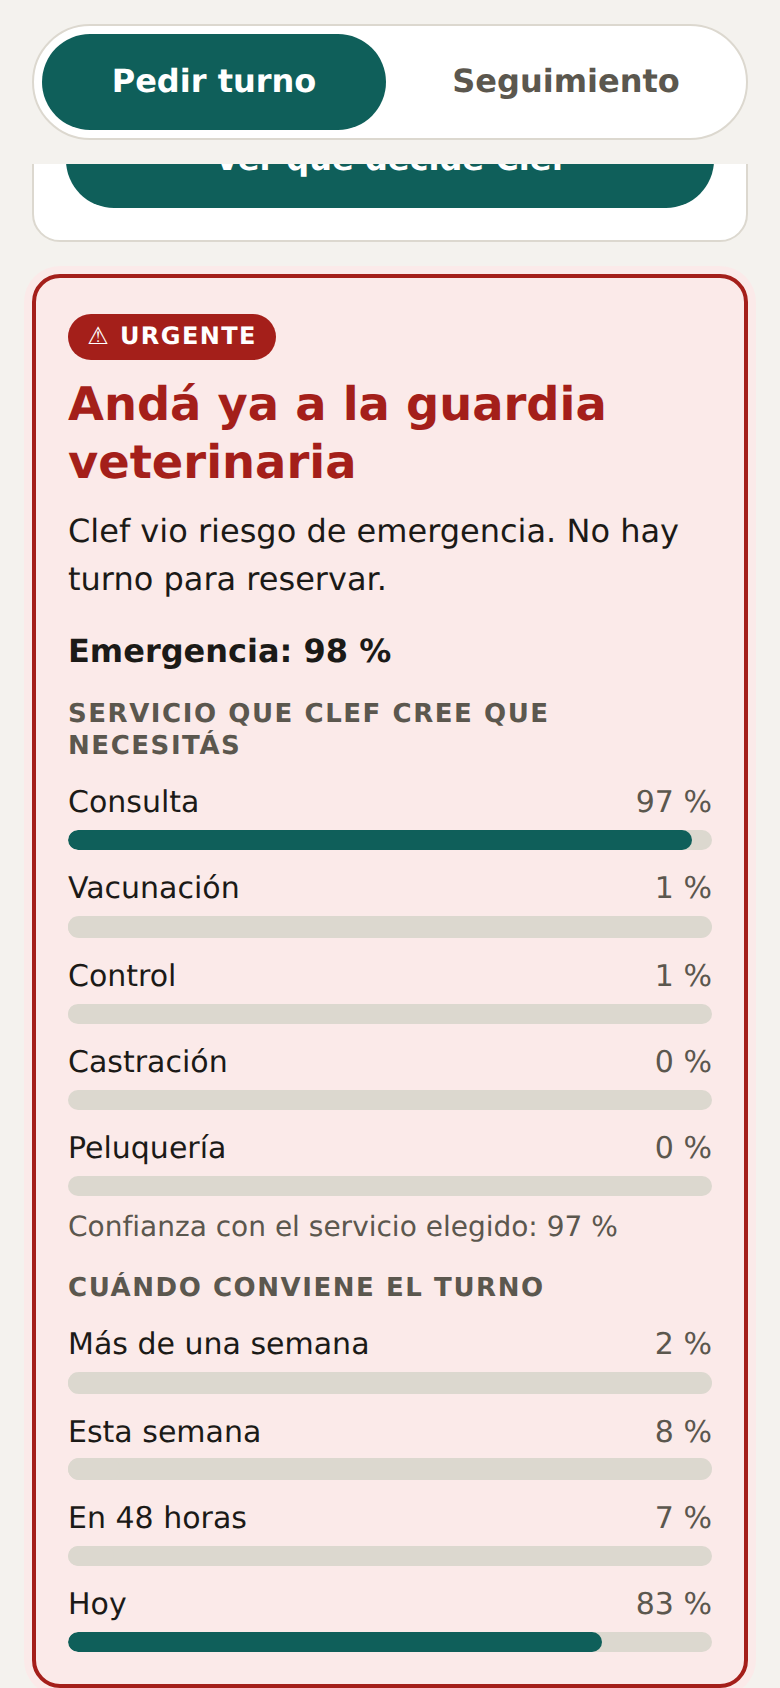 Pedir turno
Seguimiento
⚠ URGENTE
Andá ya a la guardia
veterinaria
Clef vio riesgo de emergencia. No hay
turno para reservar.
Emergencia: 98 %
SERVICIO QUE CLEF CREE QUE
NECESITÁS
Consulta 97 %
Vacunación 1 %
Control 1 %
Castración 0 %
Peluquería 0 %
Confianza con el servicio elegido: 97 %
CUÁNDO CONVIENE EL TURNO
Más de una semana 2 %
Esta semana 8 %
En 48 horas 7 %
Hoy 83 %